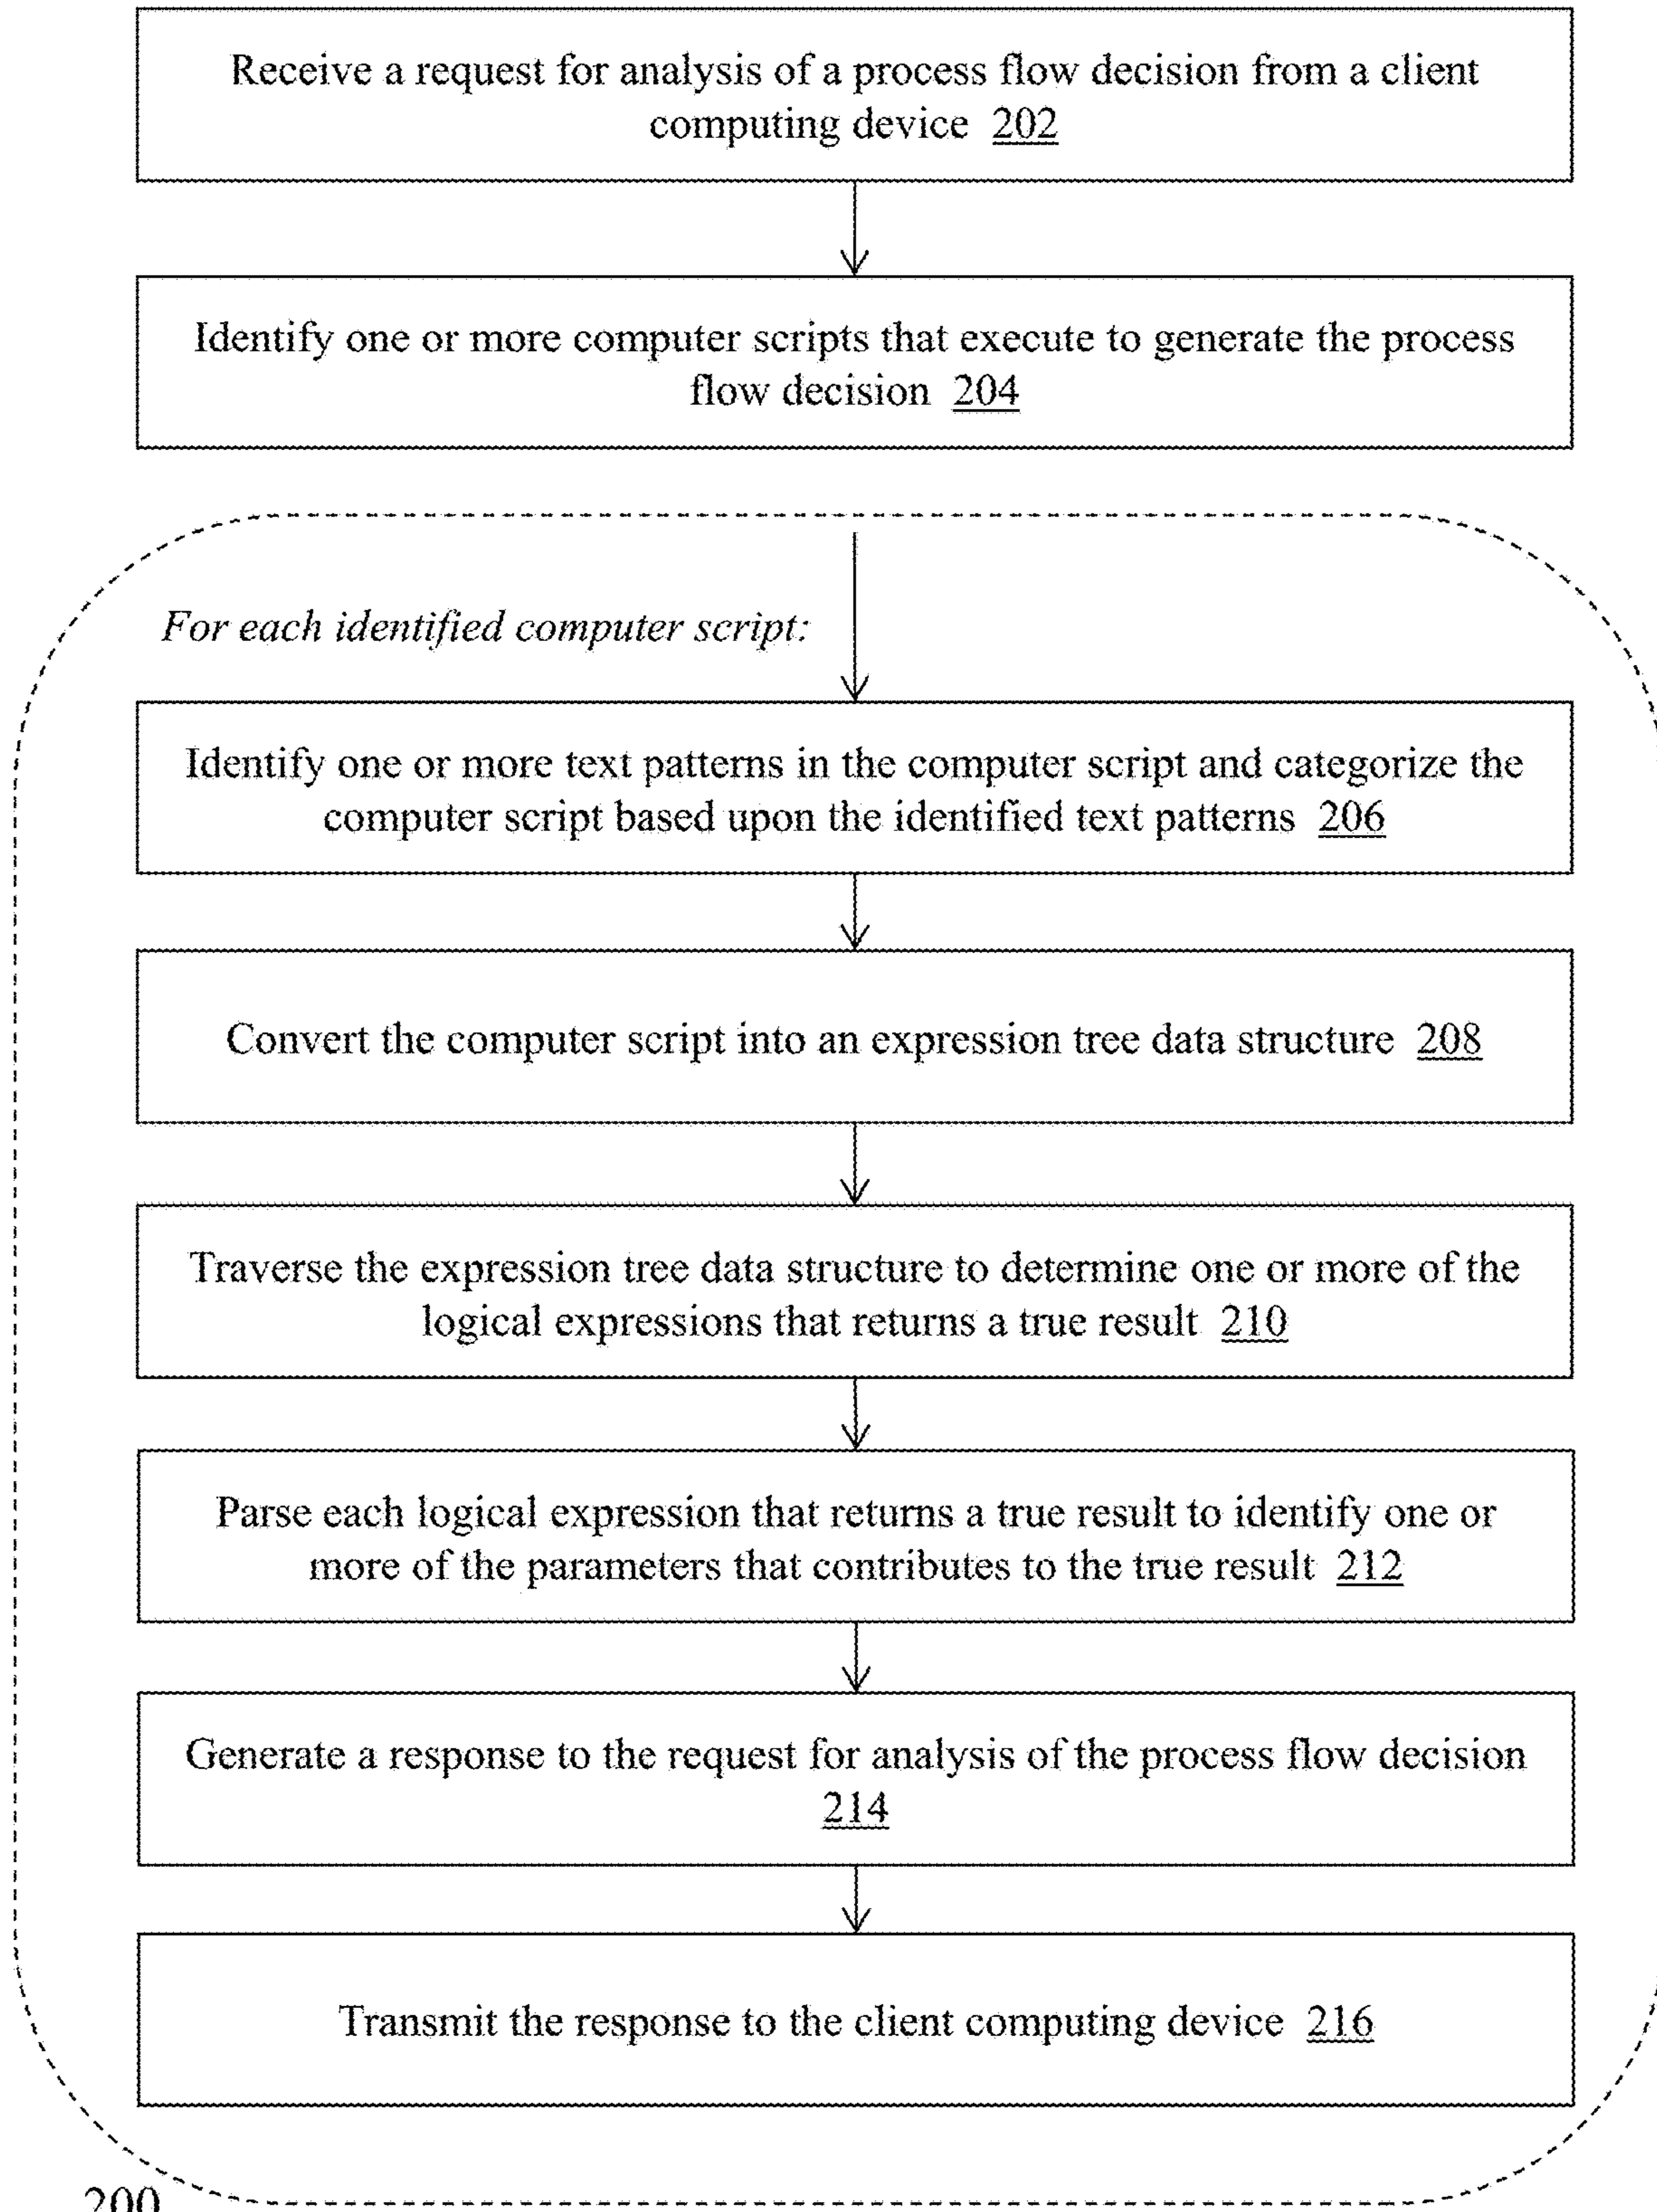 Receive a request for analysis of a process flow decision from a client
computing device 202
Identify one or more computer scripts that execute to generate the process
flow decision 204
For each identified computer script:
Identify one or more text patterns in the computer script and categorize the
computer script based upon the identified text patterns 206
Convert the computer script into an expression tree data structure 208
Traverse the expression tree data structure to determine one or more of the
logical expressions that returns a true result 210
Parse each logical expression that returns a true result to identify one or
more of the parameters that contributes to the true result 212
Generate a response to the request for analysis of the process flow decision
214
Transmit the response to the client computing device 216
200